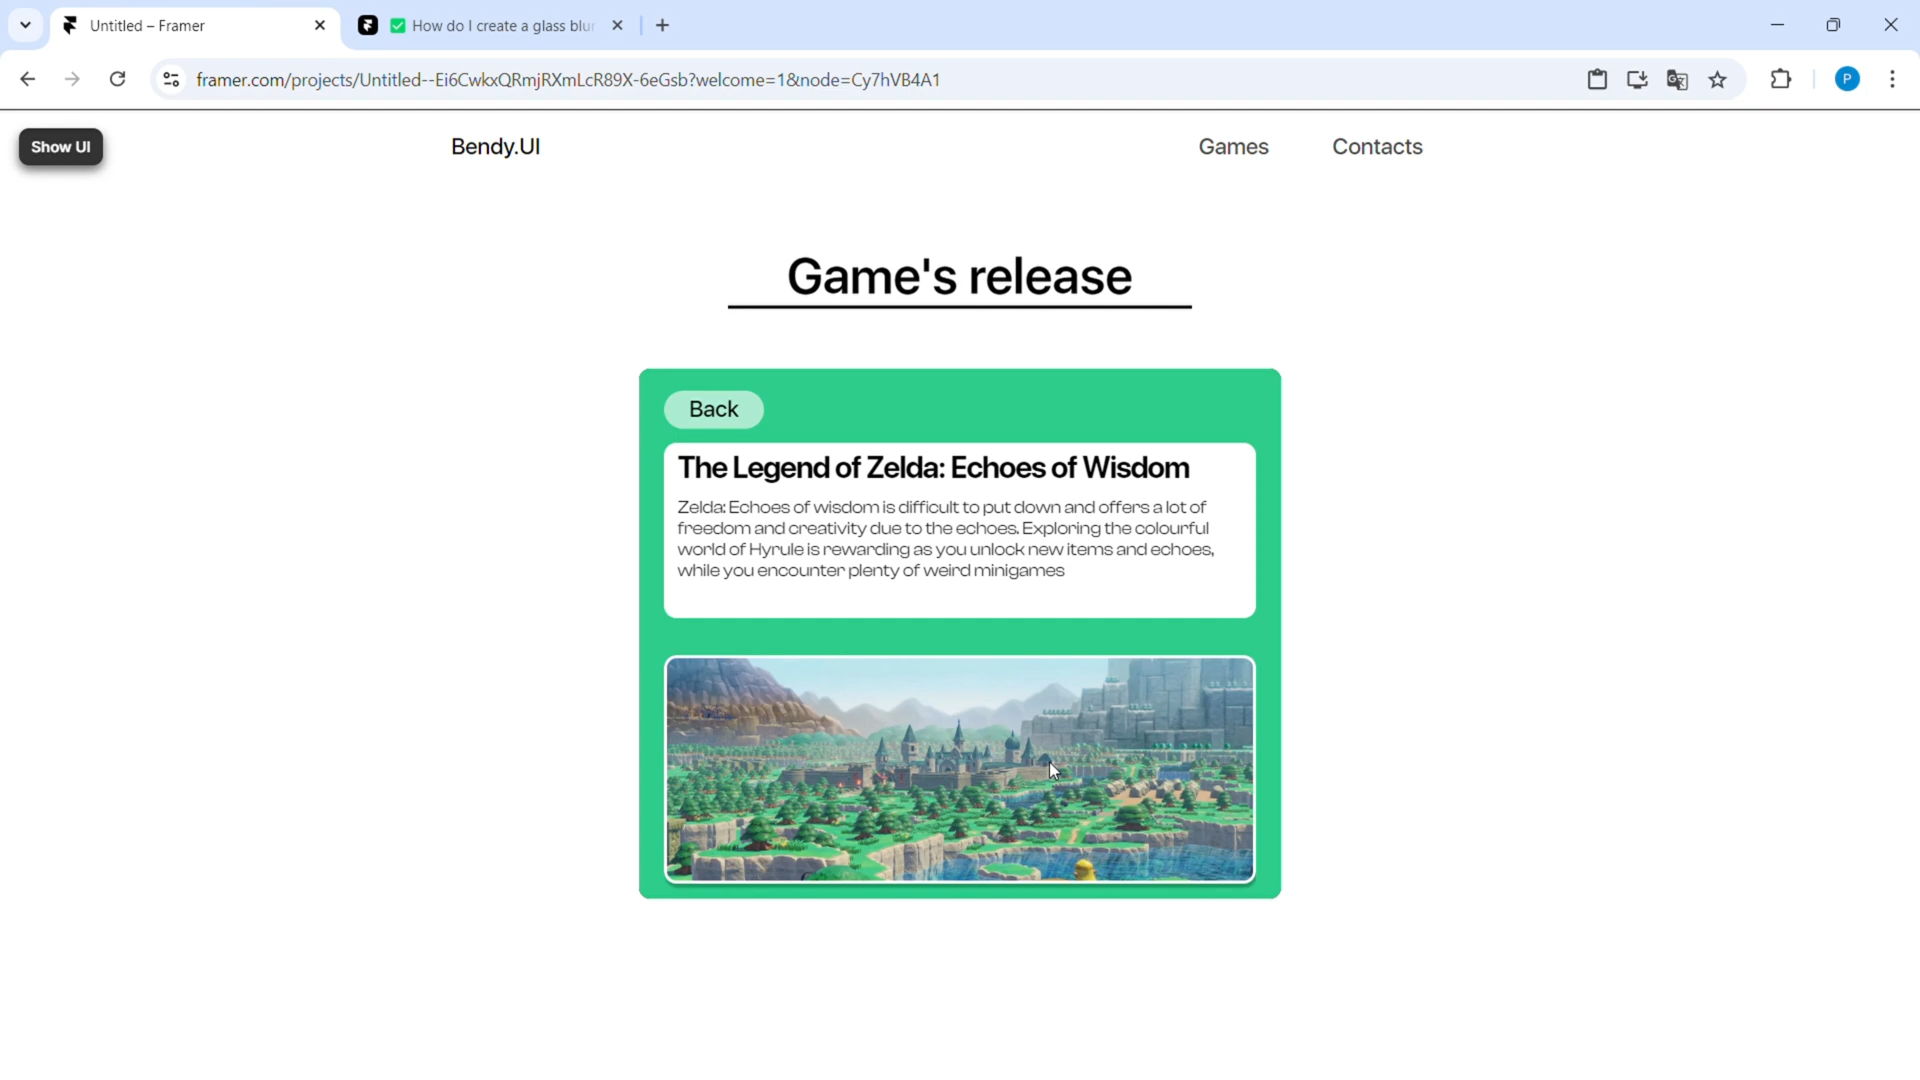 Untitled – Framer
How do I create a glass blur
framer.com/projects/Untitled--Ei6CwkxQRmjRXmLcR89X-6eGsb?welcome=1&node=Cy7hVB4A1
P
Show UI
Bendy.UI
Games
Contacts
Game's release
Back
The Legend of Zelda: Echoes of Wisdom
Zelda: Echoes of wisdom is difficult to put down and offers a lot of
freedom and creativity due to the echoes. Exploring the colourful
world of Hyrule is rewarding as you unlock new items and echoes,
while you encounter plenty of weird minigames